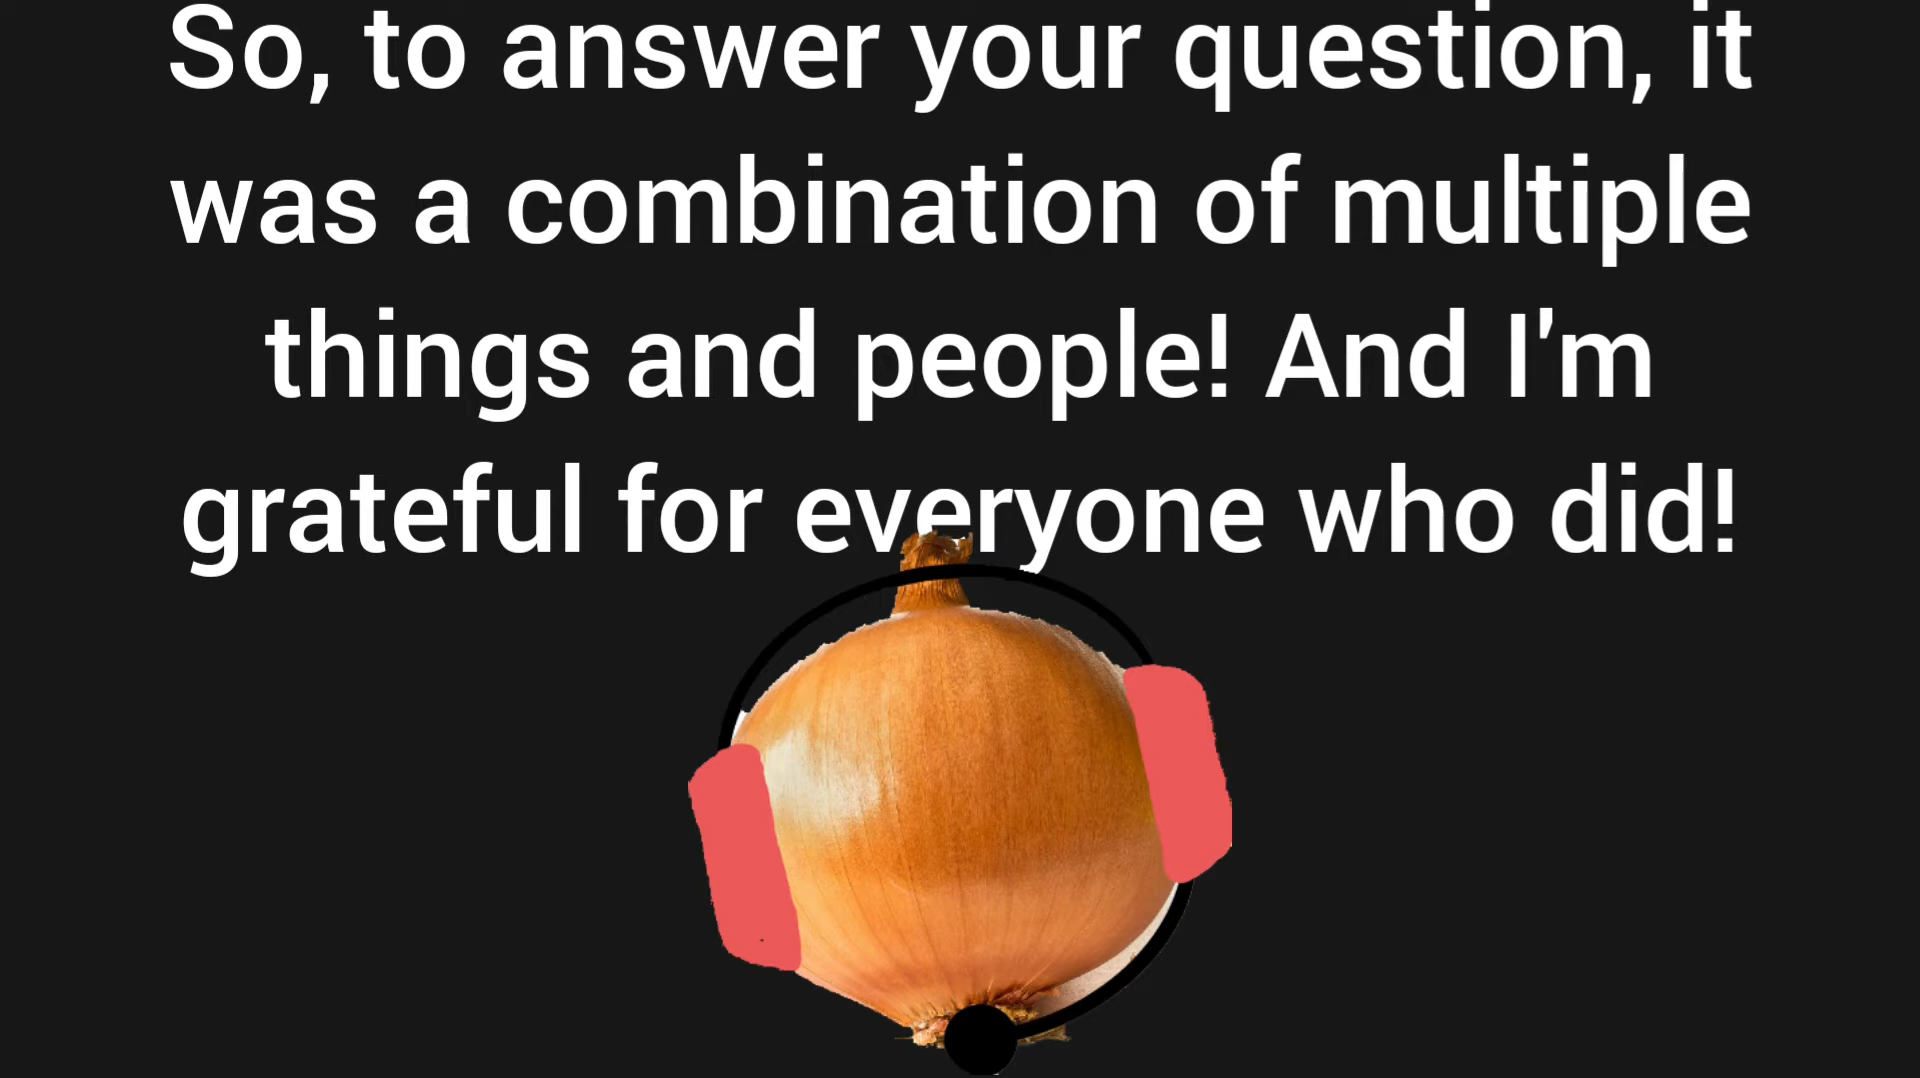 So, to answer your question, it
was a combination of multiple
things and people! And I'm
grateful for everyone who did!